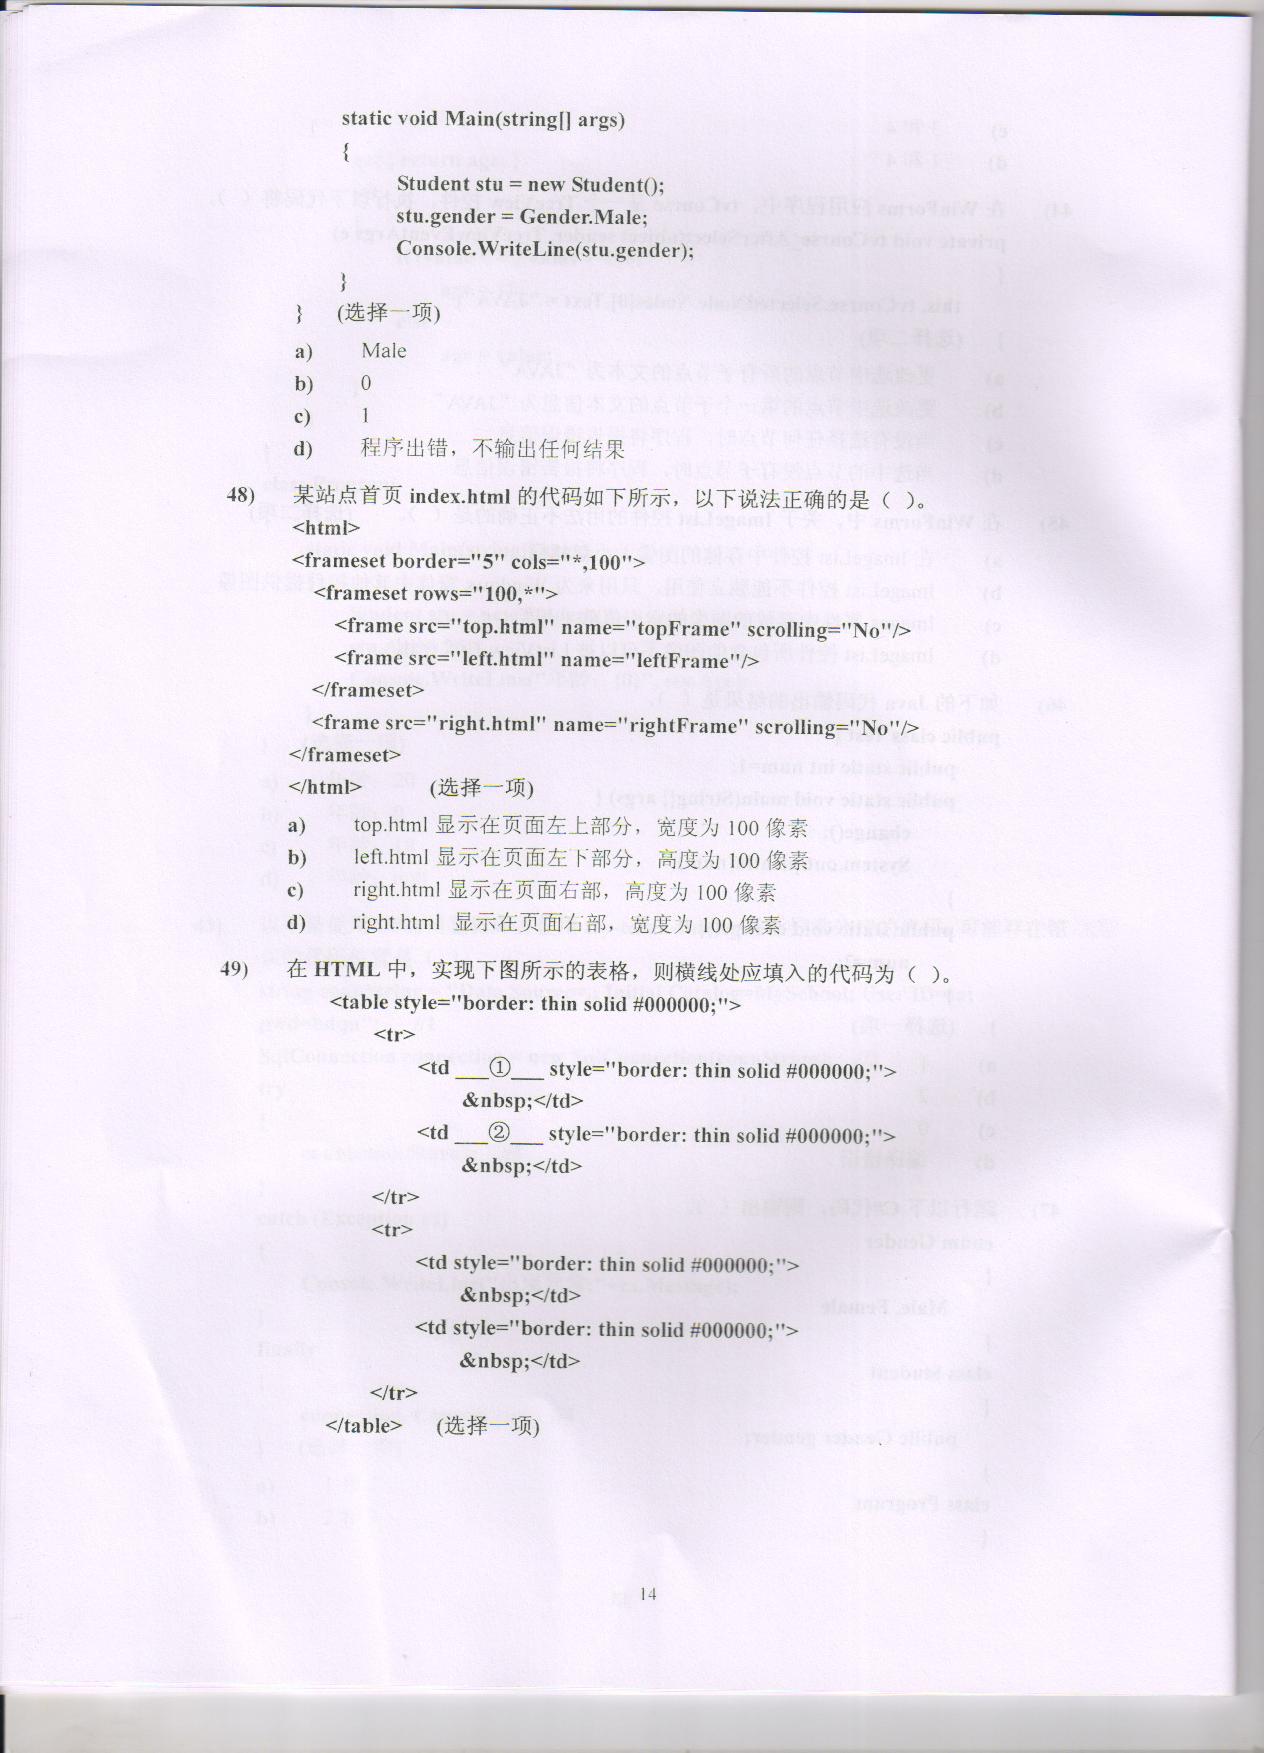 static void Main(string[] args)
{
Student stu = new Student();
stu.gender = Gender.Male;
Console.WriteLine(stu.gender);
}
} (选择一项)
a) Male
b) 0
c) 1
d) 程序出错，不输出任何结果
48) 某站点首页 index.html 的代码如下所示，以下说法正确的是（ ）。
<html>
<frameset border="5" cols="*,100">
<frameset rows="100,*">
<frame src="top.html" name="topFrame" scrolling="No"/>
<frame src="left.html" name="leftFrame"/>
</frameset>
<frame src="right.html" name="rightFrame" scrolling="No"/>
</frameset>
</html> (选择一项)
a) top.html 显示在页面左上部分，宽度为 100 像素
b) left.html 显示在页面左下部分，高度为 100 像素
c) right.html 显示在页面右部，高度为 100 像素
d) right.html 显示在页面右部，宽度为 100 像素
49) 在 HTML 中，实现下图所示的表格，则横线处应填入的代码为（ ）。
<table style="border: thin solid #000000;">
<tr>
<td ___①___ style="border: thin solid #000000;">
&nbsp;</td>
<td ___②___ style="border: thin solid #000000;">
&nbsp;</td>
</tr>
<tr>
<td style="border: thin solid #000000;">
&nbsp;</td>
<td style="border: thin solid #000000;">
&nbsp;</td>
</tr>
</table> (选择一项)
14